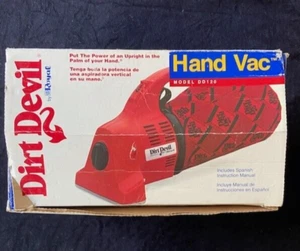 Dirt Devil
by Royal
Put The Power of an Upright in the
Palm of your Hand.
Tenga toda la potencia de
una aspiradora vertical
en su mano.
Hand Vac™
MODEL
Dirt Devil
Includes Spanish
Instruction Manual
Incluye Manual de
Instrucciones en Español